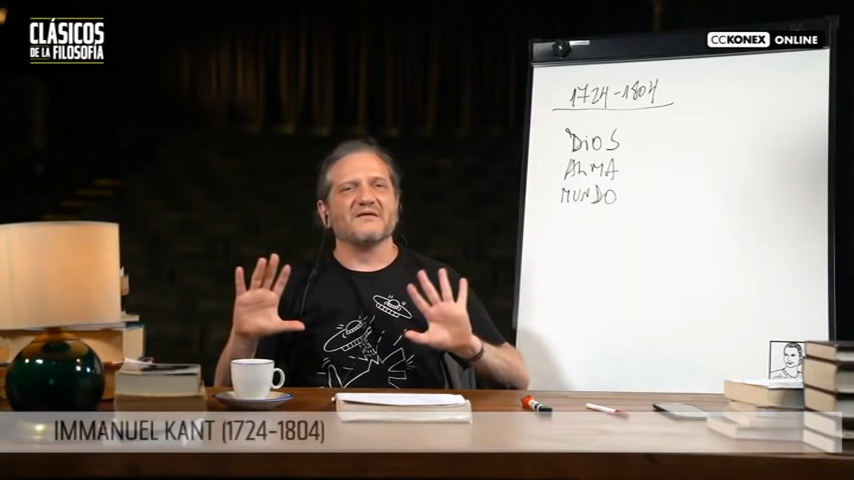 CLÁSICOS
DE LA FILOSOFÍA
CCKONEX ONLINE
1724-1804
DIOS
ALMA
MUNDO
IMMANUEL KANT (1724-1804)